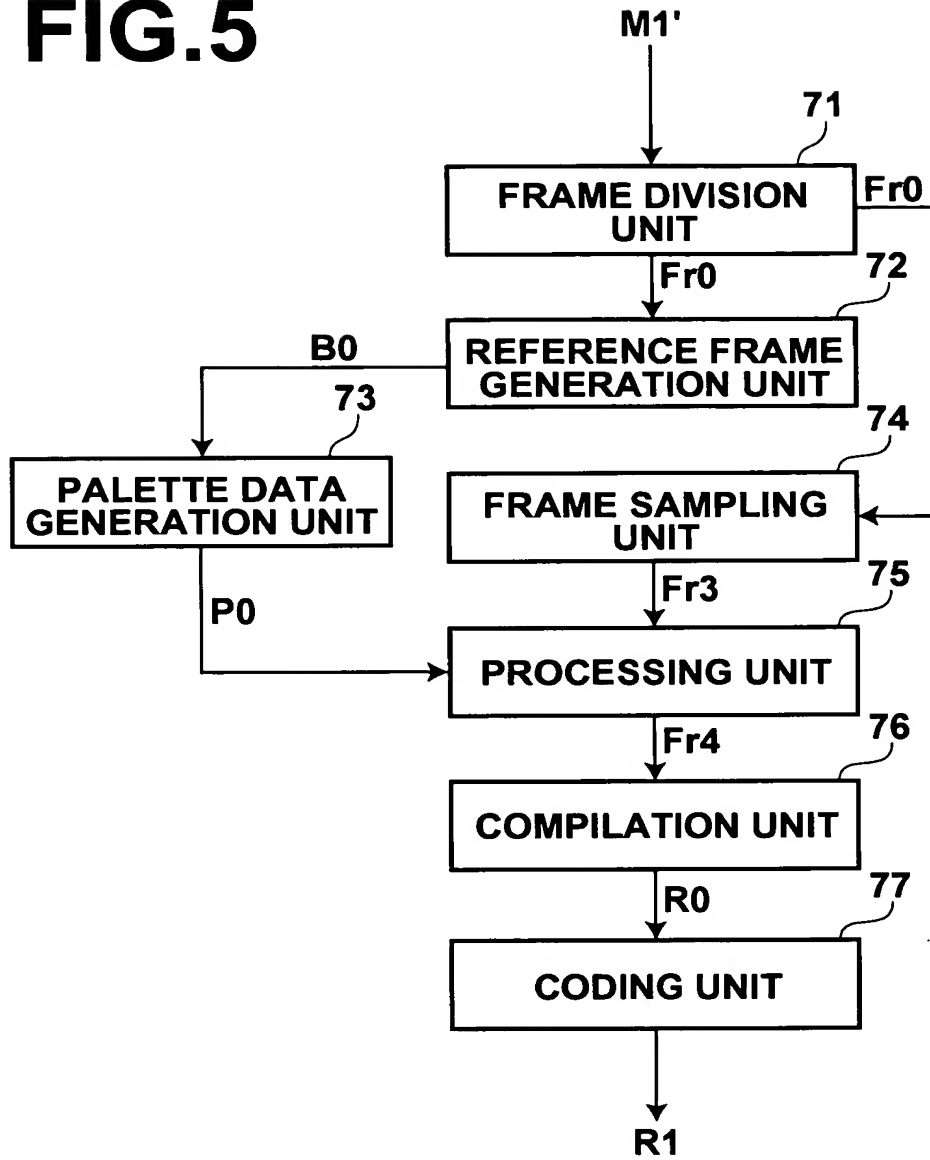 FIG.5
M1'
71
FRAME DIVISION
UNIT
Fr0
Fr0
72
REFERENCE FRAME
GENERATION UNIT
B0
73
PALETTE DATA
GENERATION UNIT
74
FRAME SAMPLING
UNIT
Fr3
75
P0
PROCESSING UNIT
Fr4
76
COMPILATION UNIT
R0
77
CODING UNIT
R1